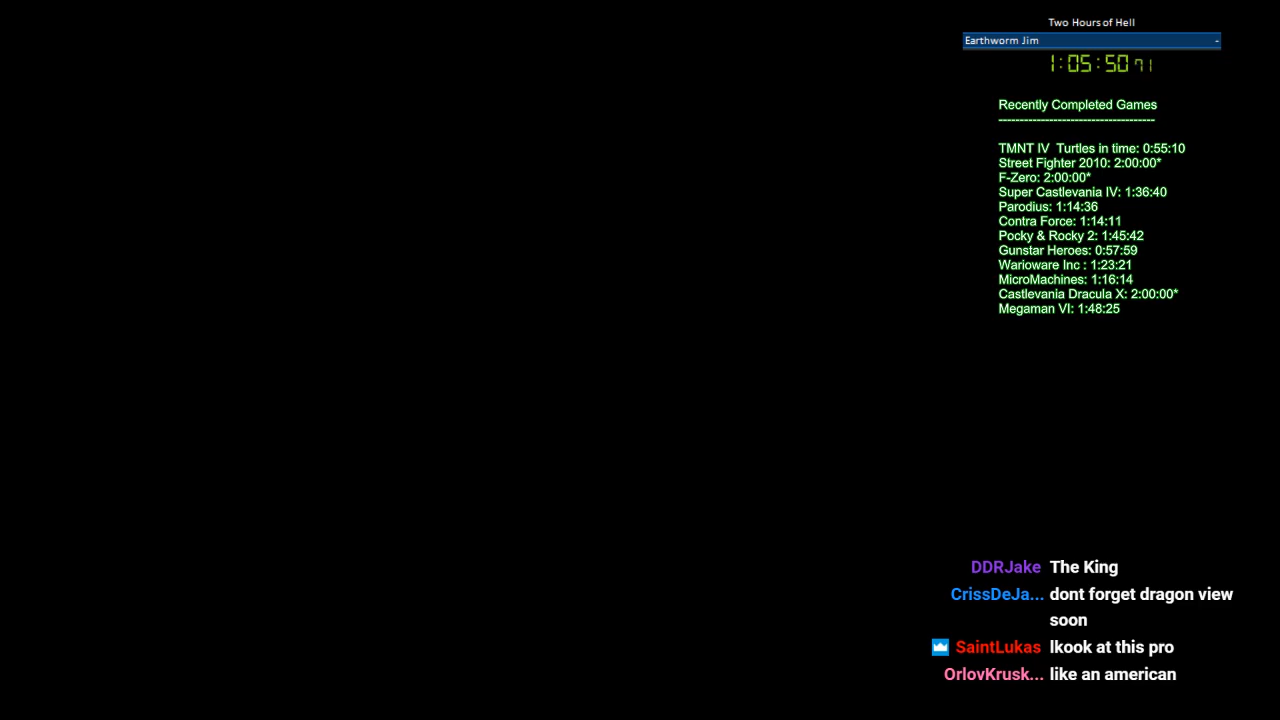 Two Hours of Hell
Earthworm Jim -
1:05:50 71
Recently Completed Games
-------------------------------------
TMNT IV  Turtles in time: 0:55:10
Street Fighter 2010: 2:00:00*
F-Zero: 2:00:00*
Super Castlevania IV: 1:36:40
Parodius: 1:14:36
Contra Force: 1:14:11
Pocky & Rocky 2: 1:45:42
Gunstar Heroes: 0:57:59
Warioware Inc : 1:23:21
MicroMachines: 1:16:14
Castlevania Dracula X: 2:00:00*
Megaman VI: 1:48:25
DDRJake The King
CrissDeJa... dont forget dragon view
soon
SaintLukas lkook at this pro
OrlovKrusk... like an american